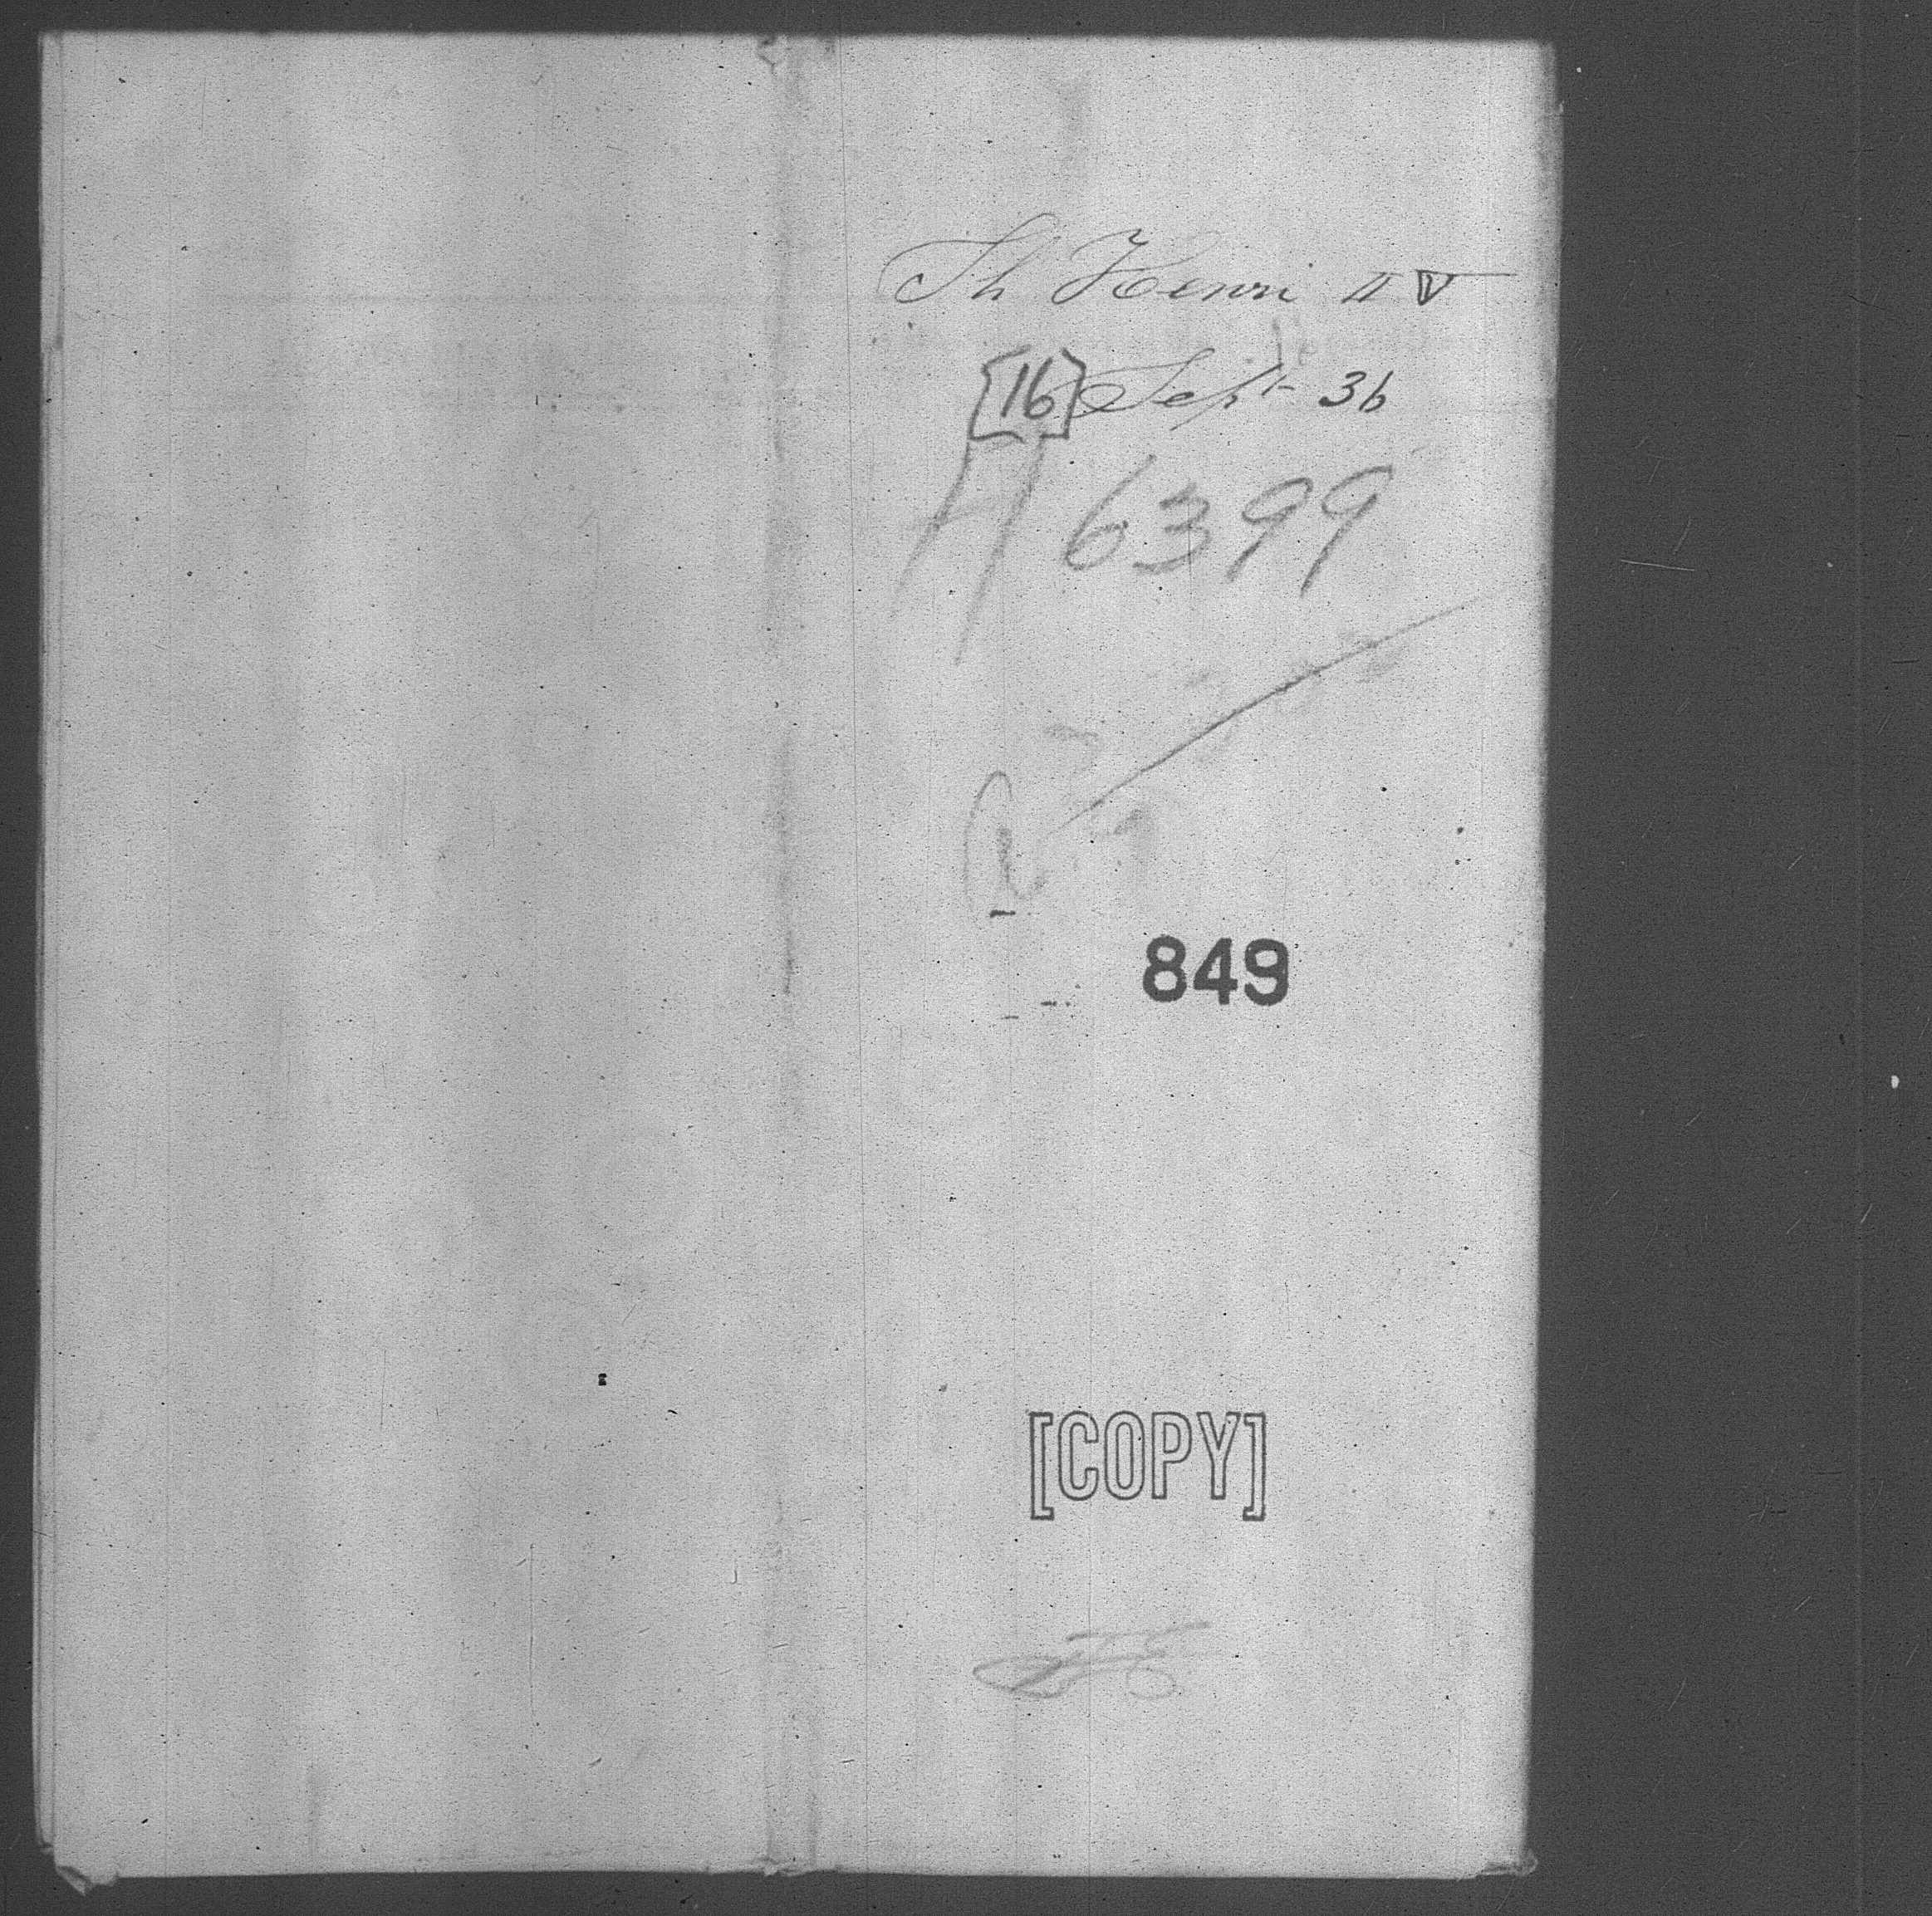 Sh Henri IV
[16] Sept 36
A 6399
849
[COPY]